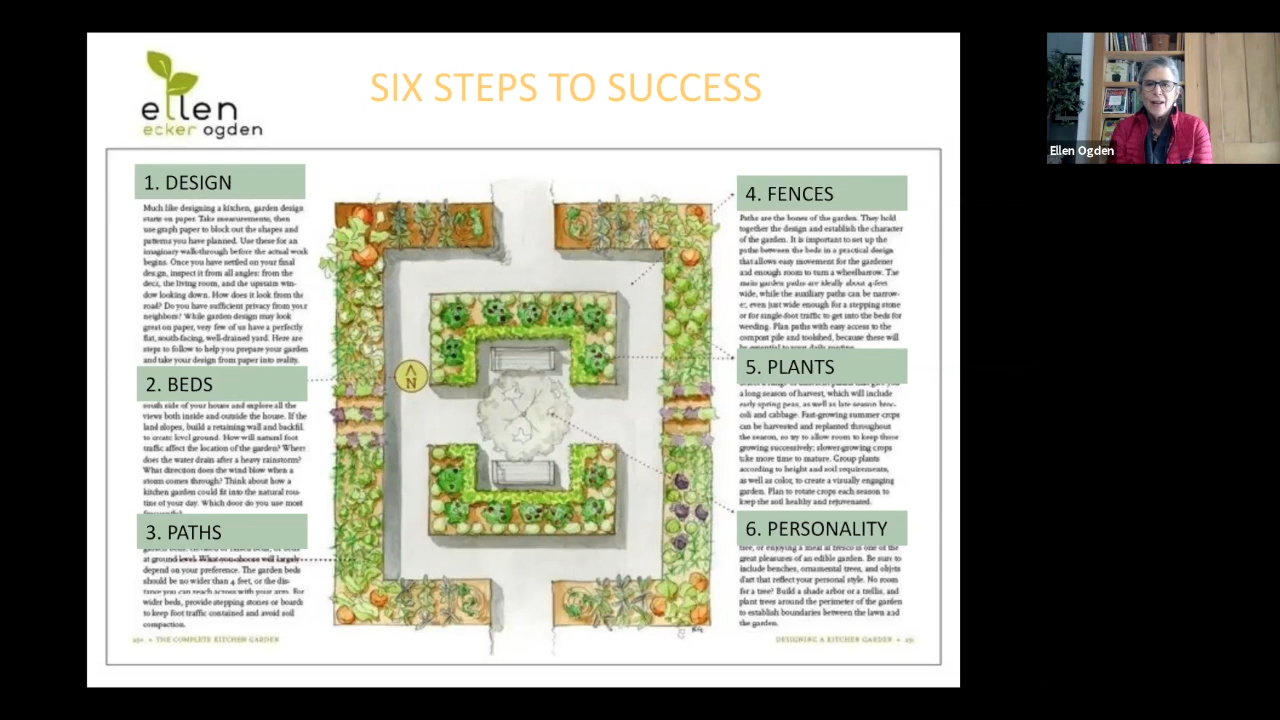 ellen
ecker ogden
SIX STEPS TO SUCCESS
Ellen Ogden
1. DESIGN
Much like designing a kitchen, garden design
starts on paper. Take measurements, then
use graph paper to block out the shapes and
patterns you have planned. Use these for an
imaginary walk-through before the actual work
begins. Once you have settled on your final
design, inspect it from all angles: from the
deck, the living room, and the upstairs win-
dow looking down. How does it look from the
road? Do you have sufficient privacy from your
neighbors? While garden design may look
great on paper, very few of us have a perfectly
flat, south-facing, well-drained yard. Here are
steps to follow to help you prepare your garden
and take your design from paper into reality.
2. BEDS
south side of your house and explore all the
views both inside and outside the house. If the
land slopes, build a retaining wall and backfill
to create level ground. How will natural foot
traffic affect the location of the garden? Where
does the water drain after a heavy rainstorm?
What direction does the wind blow when a
storm comes through? Think about how a
kitchen garden could fit into the natural rou-
tine of your day. Which door do you use most
3. PATHS
at ground level. What you choose will largely
depend on your preference. The garden beds
should be no wider than 4 feet, or the dis-
tance you can reach across with your arm. For
wider beds, provide stepping stones or boards
to keep foot traffic contained and avoid soil
compaction.
THE COMPLETE KITCHEN GARDEN
N
4. FENCES
Paths are the bones of the garden. They hold
together the design and establish the character
of the garden. It is important to set up the
paths between the beds in a practical design
that allows easy movement for the gardener
and enough room to turn a wheelbarrow. The
main garden paths are ideally about 4-feet
wide, while the auxiliary paths can be narrow-
er, even just wide enough for a stepping stone
or for single-foot traffic to get into the beds for
weeding. Plan paths with easy access to the
compost pile and toolshed, because these will
be essential to your daily routine.
5. PLANTS
a long season of harvest, which will include
early spring peas, as well as late-season broc-
coli and cabbage. Fast-growing summer crops
can be harvested and replanted throughout
the season, so try to allow room to keep these
growing successively; slower-growing crops
take more time to mature. Group plants
according to height and soil requirements,
as well as color, to create a visually engaging
garden. Plan to rotate crops each season to
keep the soil healthy and rejuvenated.
6. PERSONALITY
tree, or enjoying a meal al fresco is one of the
great pleasures of an edible garden. Be sure to
include benches, ornamental trees, and objets
d'art that reflect your personal style. No room
for a tree? Build a shade arbor or a trellis, and
plant trees around the perimeter of the garden
to establish boundaries between the lawn and
the garden.
DESIGNING A KITCHEN GARDEN